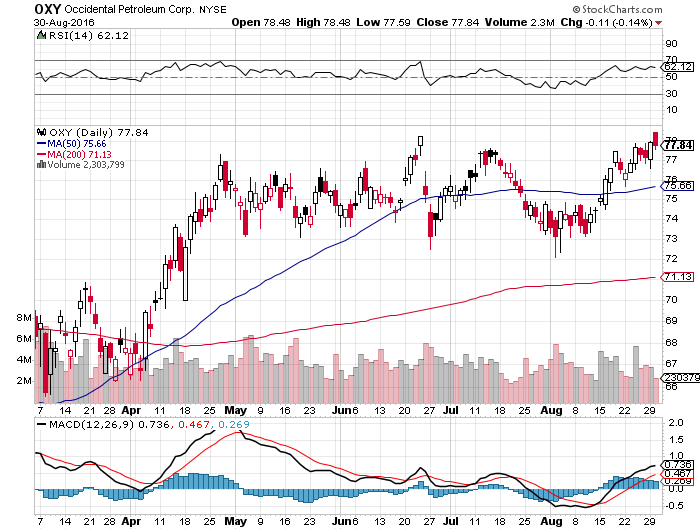 OXY Occidental Petroleum Corp. NYSE
© StockCharts.com
30-Aug-2016
Open 78.48 High 78.48 Low 77.59 Close 77.84 Volume 2.3M Chg -0.11 (-0.14%)
RSI(14) 62.12
90
70
62.12
50
30
10
OXY (Daily) 77.84
MA(50) 75.66
MA(200) 71.13
Volume 2,303,799
78
77.84
77
76
75.66
75
74
73
72
71.13
70
69
8M
68
6M
67
4M
230379
2M
66
7 14 21 28 Apr 11 18 25 May 9 16 23 Jun 6 13 20 27 Jul 11 18 25 Aug 8 15 22 29
MACD(12,26,9) 0.736, 0.467, 0.269
2.0
1.5
1.0
0.736
0.467
0.269
0.0
-0.5
7 14 21 28 Apr 11 18 25 May 9 16 23 Jun 6 13 20 27 Jul 11 18 25 Aug 8 15 22 29